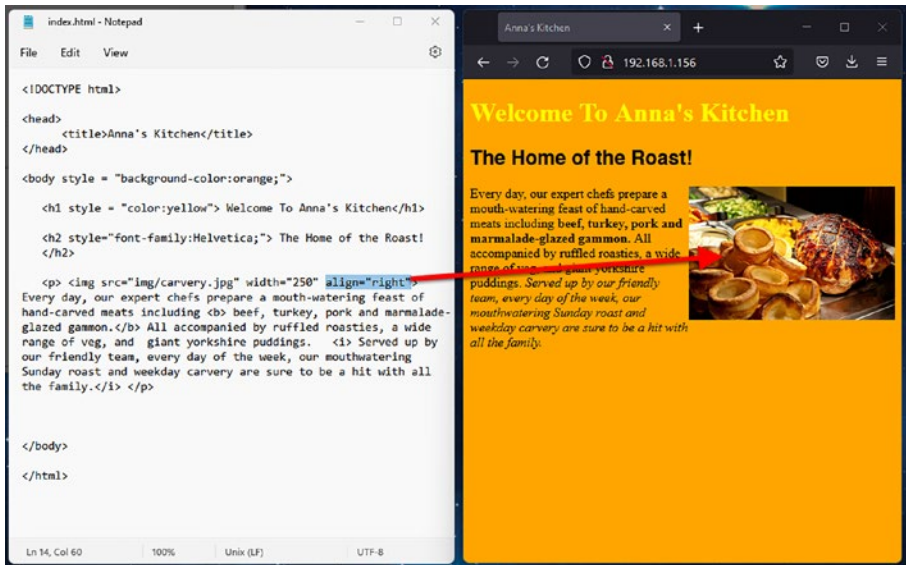 index.html - Notepad
File Edit View
<!DOCTYPE html>
<head>
<title>Anna's Kitchen</title>
</head>
<body style = "background-color:orange;">
<h1 style = "color:yellow"> Welcome To Anna's Kitchen</h1>
<h2 style="font-family:Helvetica;"> The Home of the Roast!
</h2>
<p> <img src="img/carvery.jpg" width="250" align="right">
Every day, our expert chefs prepare a mouth-watering feast of
hand-carved meats including <b> beef, turkey, pork and marmalade-
glazed gammon.</b> All accompanied by ruffled roasties, a wide
range of veg, and giant yorkshire puddings. <i> Served up by
our friendly team, every day of the week, our mouthwatering
Sunday roast and weekday carvery are sure to be a hit with all
the family.</i> </p>
</body>
</html>
Ln 14, Col 60 100% Unix (LF) UTF-8
Anna's Kitchen
192.168.1.156
Welcome To Anna's Kitchen
The Home of the Roast!
Every day, our expert chefs prepare a
mouth-watering feast of hand-carved
meats including beef, turkey, pork and
marmalade-glazed gammon. All
accompanied by ruffled roasties, a wide
range of veg, and giant yorkshire
puddings. Served up by our friendly
team, every day of the week, our
mouthwatering Sunday roast and
weekday carvery are sure to be a hit with
all the family.